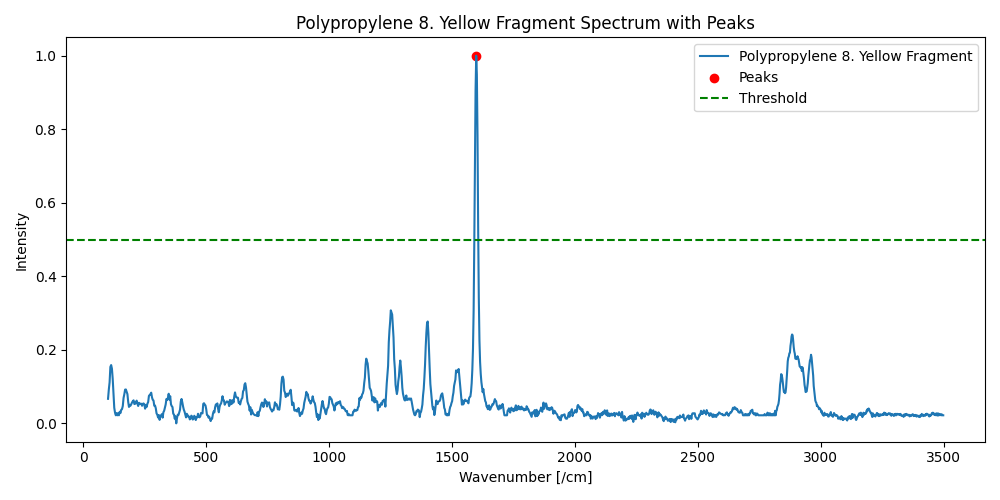 Polypropylene 8. Yellow Fragment Spectrum with Peaks
Polypropylene 8. Yellow Fragment
Peaks
Threshold
Intensity
1.0
0.8
0.6
0.4
0.2
0.0
0 500 1000 1500 2000 2500 3000 3500
Wavenumber [/cm]